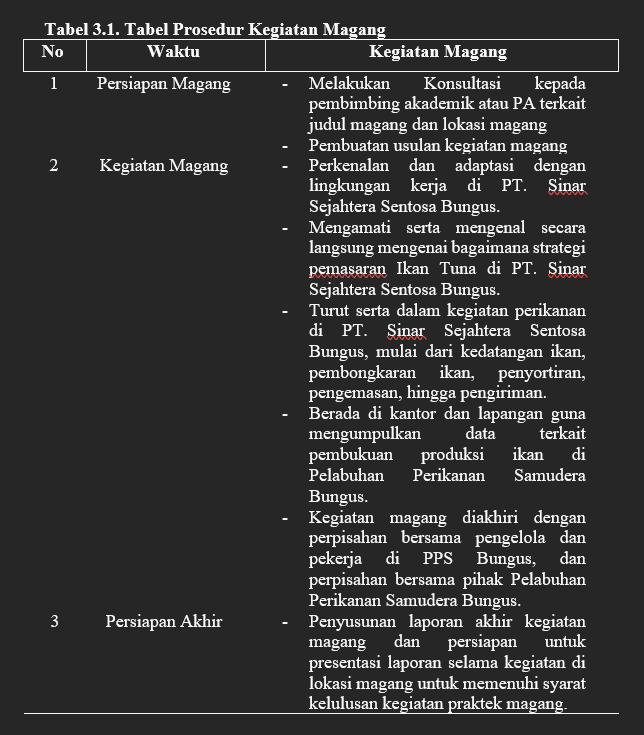 Tabel 3.1. Tabel Prosedur Kegiatan Magang
No Waktu Kegiatan Magang
1 Persiapan Magang - Melakukan Konsultasi kepada
pembimbing akademik atau PA terkait
judul magang dan lokasi magang
- Pembuatan usulan kegiatan magang
2 Kegiatan Magang - Perkenalan dan adaptasi dengan
lingkungan kerja di PT. Sinar
Sejahtera Sentosa Bungus.
- Mengamati serta mengenal secara
langsung mengenai bagaimana strategi
pemasaran Ikan Tuna di PT. Sinar
Sejahtera Sentosa Bungus.
- Turut serta dalam kegiatan perikanan
di PT. Sinar Sejahtera Sentosa
Bungus, mulai dari kedatangan ikan,
pembongkaran ikan, penyortiran,
pengemasan, hingga pengiriman.
- Berada di kantor dan lapangan guna
mengumpulkan data terkait
pembukuan produksi ikan di
Pelabuhan Perikanan Samudera
Bungus.
- Kegiatan magang diakhiri dengan
perpisahan bersama pengelola dan
pekerja di PPS Bungus, dan
perpisahan bersama pihak Pelabuhan
Perikanan Samudera Bungus.
3 Persiapan Akhir - Penyusunan laporan akhir kegiatan
magang dan persiapan untuk
presentasi laporan selama kegiatan di
lokasi magang untuk memenuhi syarat
kelulusan kegiatan praktek magang.